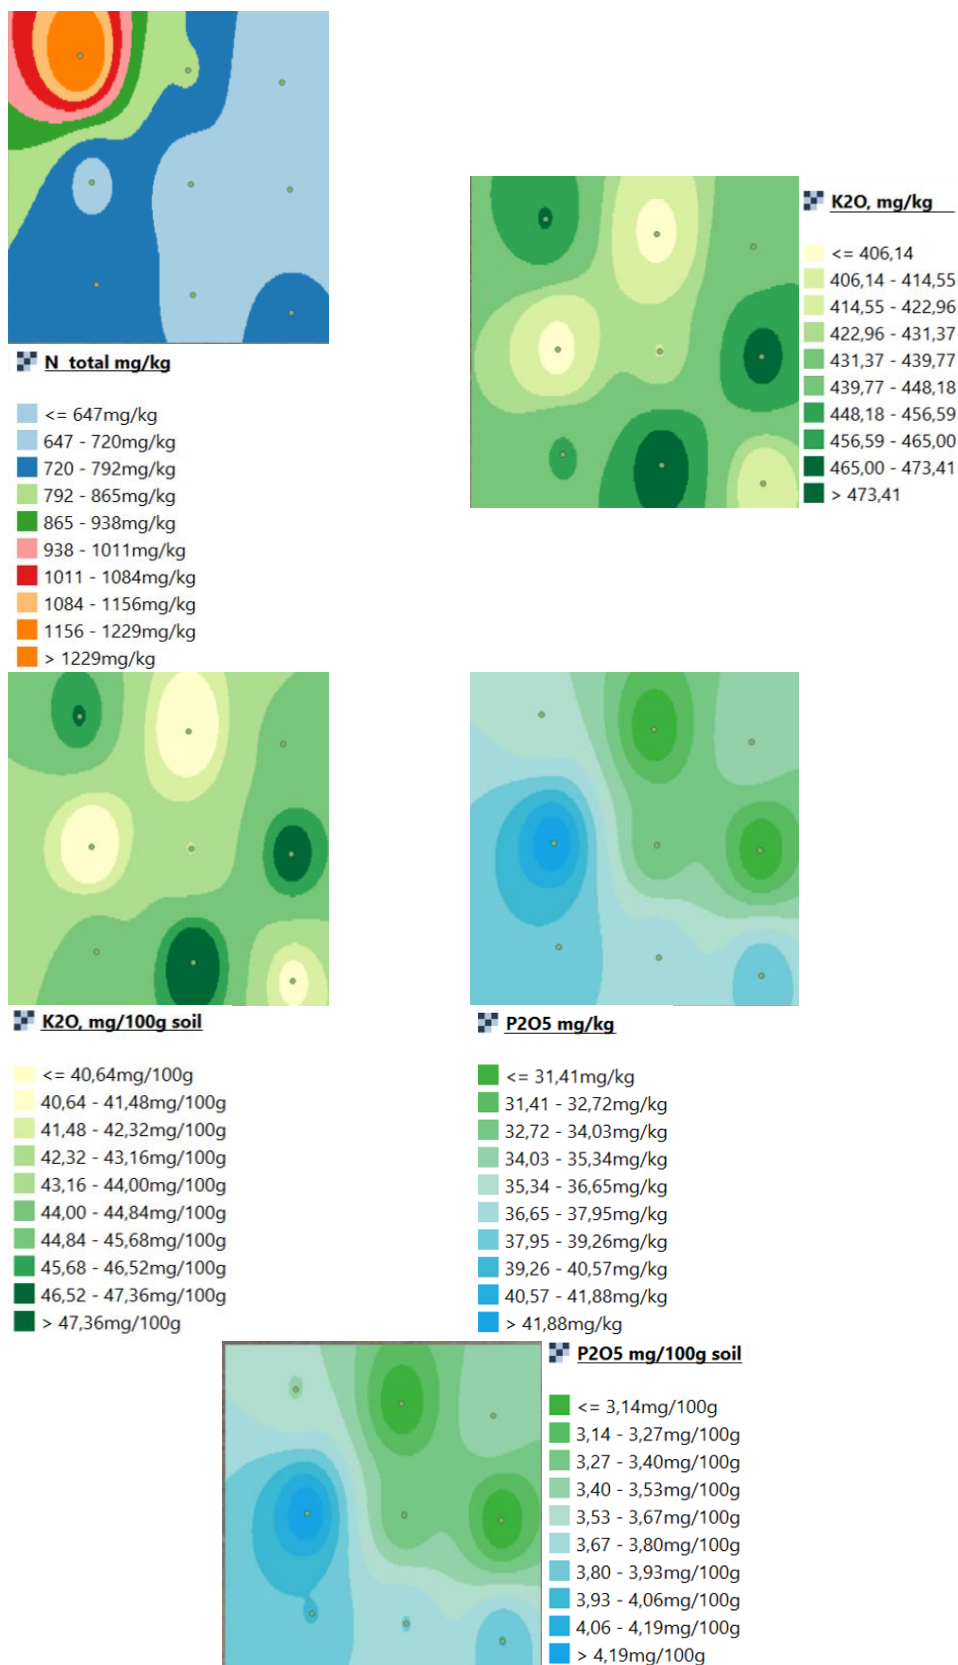 N total mg/kg
<= 647mg/kg
647 - 720mg/kg
720 - 792mg/kg
792 - 865mg/kg
865 - 938mg/kg
938 - 1011mg/kg
1011 - 1084mg/kg
1084 - 1156mg/kg
1156 - 1229mg/kg
> 1229mg/kg
K2O, mg/kg
<= 406,14
406,14 - 414,55
414,55 - 422,96
422,96 - 431,37
431,37 - 439,77
439,77 - 448,18
448,18 - 456,59
456,59 - 465,00
465,00 - 473,41
> 473,41
K2O, mg/100g soil
<= 40,64mg/100g
40,64 - 41,48mg/100g
41,48 - 42,32mg/100g
42,32 - 43,16mg/100g
43,16 - 44,00mg/100g
44,00 - 44,84mg/100g
44,84 - 45,68mg/100g
45,68 - 46,52mg/100g
46,52 - 47,36mg/100g
> 47,36mg/100g
P2O5 mg/kg
<= 31,41mg/kg
31,41 - 32,72mg/kg
32,72 - 34,03mg/kg
34,03 - 35,34mg/kg
35,34 - 36,65mg/kg
36,65 - 37,95mg/kg
37,95 - 39,26mg/kg
39,26 - 40,57mg/kg
40,57 - 41,88mg/kg
> 41,88mg/kg
P2O5 mg/100g soil
<= 3,14mg/100g
3,14 - 3,27mg/100g
3,27 - 3,40mg/100g
3,40 - 3,53mg/100g
3,53 - 3,67mg/100g
3,67 - 3,80mg/100g
3,80 - 3,93mg/100g
3,93 - 4,06mg/100g
4,06 - 4,19mg/100g
> 4,19mg/100g